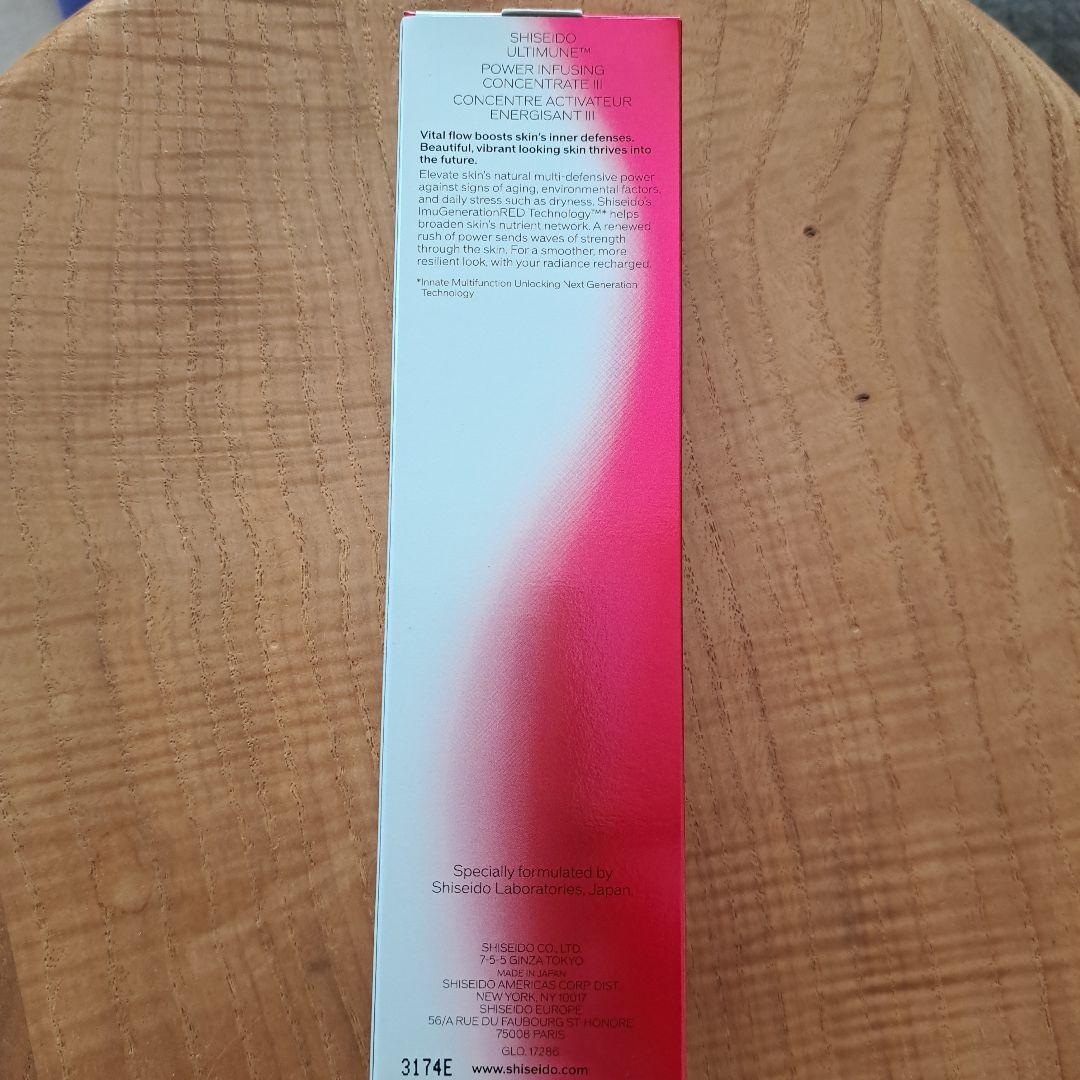 SHISEIDO
ULTIMUNE™
POWER INFUSING
CONCENTRATE III
CONCENTRE ACTIVATEUR
ENERGISANT III
Vital flow boosts skin's inner defenses.
Beautiful, vibrant looking skin thrives into
the future.
Elevate skin's natural multi-defensive power
against signs of aging, environmental factors,
and daily stress such as dryness. Shiseido's
ImuGenerationRED Technology™* helps
broaden skin's nutrient network. A renewed
rush of power sends waves of strength
through the skin. For a smoother, more
resilient look, with your radiance recharged.
*Innate Multifunction Unlocking Next Generation
Technology
Specially formulated by
Shiseido Laboratories, Japan.
SHISEIDO CO., LTD.
7-5-5 GINZA TOKYO
MADE IN JAPAN
SHISEIDO AMERICAS CORP. DIST.
NEW YORK, NY 10017
SHISEIDO EUROPE
56/A RUE DU FAUBOURG ST HONORE
75008 PARIS
GLO. 17286
3174E www.shiseido.com